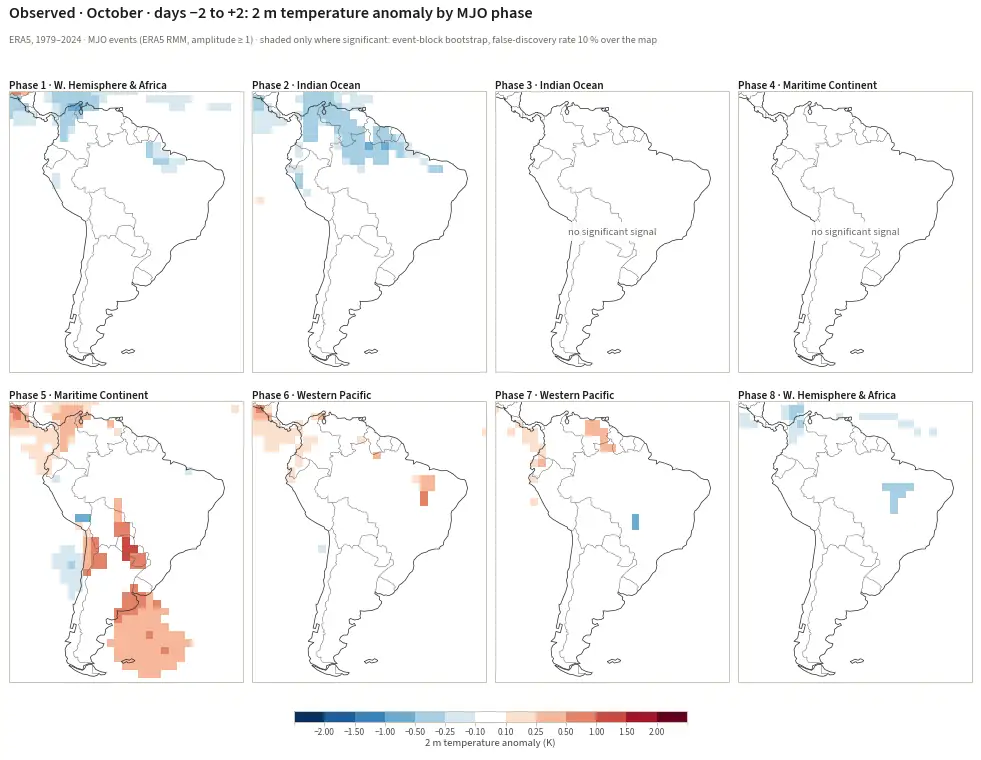 Observed · October · days −2 to +2: 2 m temperature anomaly by MJO phase
ERA5, 1979–2024 · MJO events (ERA5 RMM, amplitude ≥ 1) · shaded only where significant: event-block bootstrap, false-discovery rate 10 % over the map
Phase 1 · W. Hemisphere & Africa
Phase 2 · Indian Ocean
Phase 3 · Indian Ocean
Phase 4 · Maritime Continent
no significant signal
no significant signal
Phase 5 · Maritime Continent
Phase 6 · Western Pacific
Phase 7 · Western Pacific
Phase 8 · W. Hemisphere & Africa
−2.00 −1.50 −1.00 −0.50 −0.25 −0.10 0.10 0.25 0.50 1.00 1.50 2.00
2 m temperature anomaly (K)